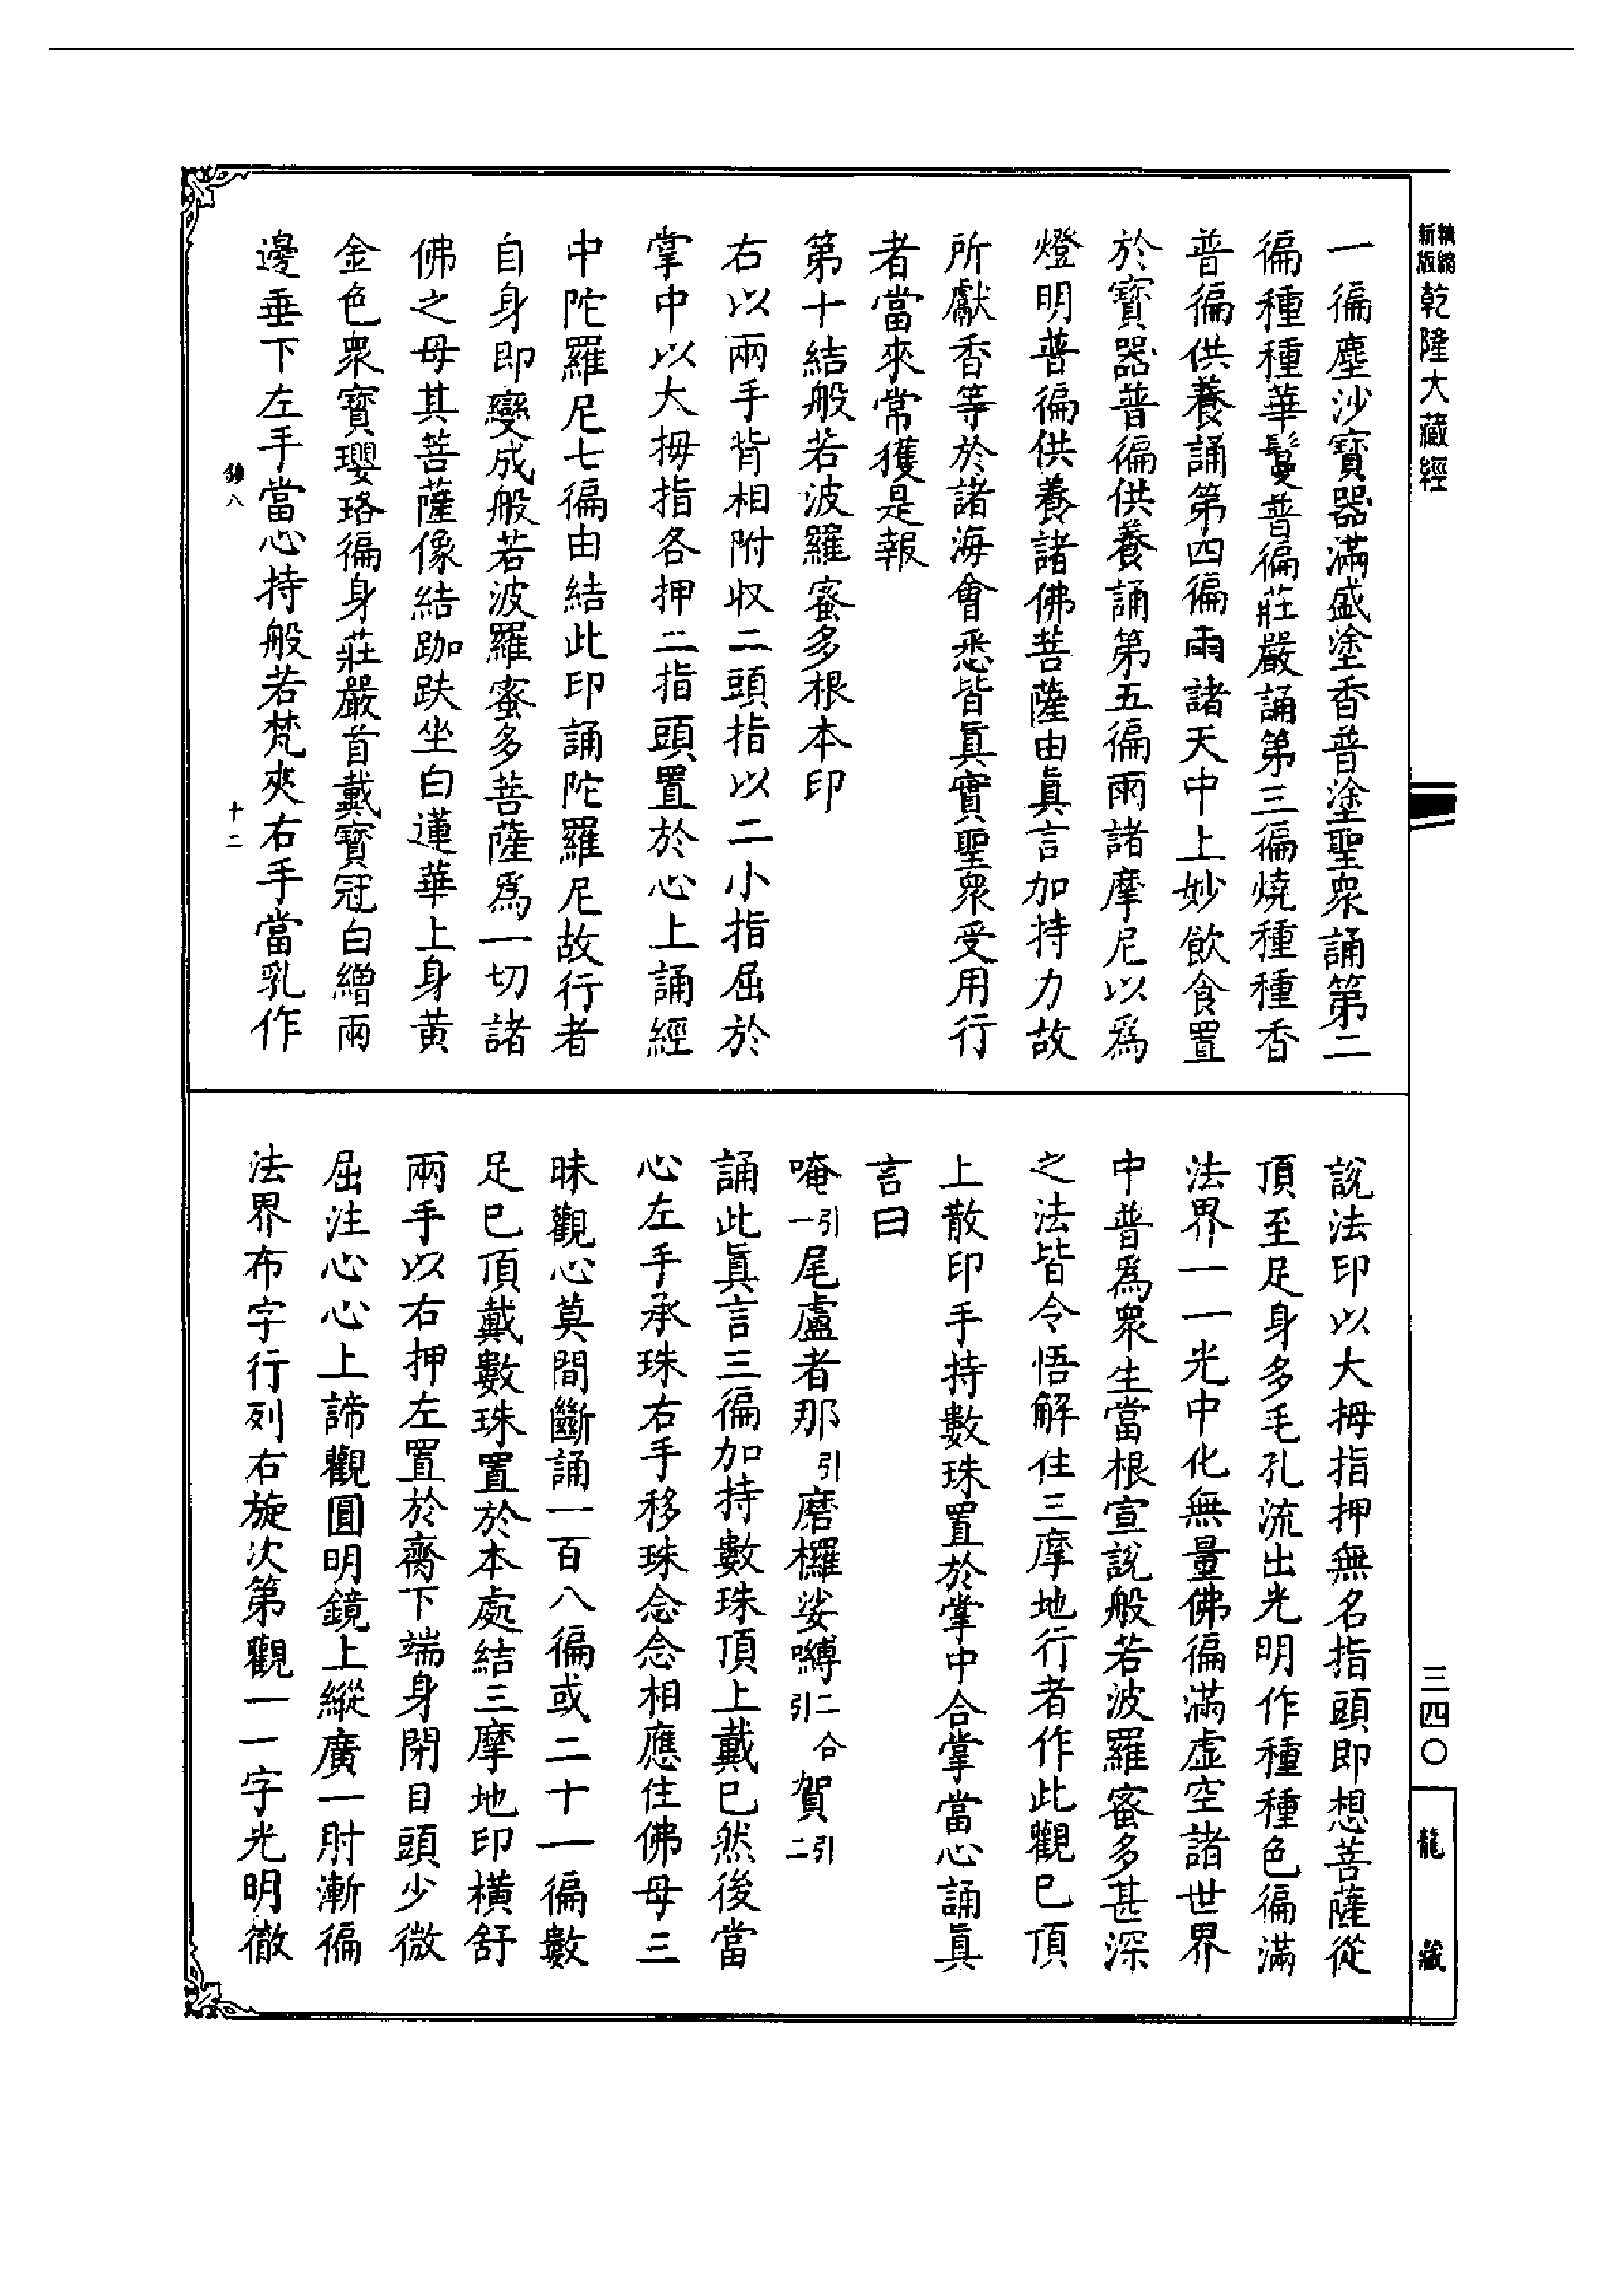 精縮
新版
乾隆大藏經
一徧塵沙寶器滿盛塗香普塗聖衆誦第二
徧種種華鬘普徧莊嚴誦第三徧燒種種香
普徧供養誦第四徧雨諸天中上妙飲食置
於寶器普徧供養誦第五徧雨諸摩尼以爲
燈明普徧供養諸佛菩薩由眞言加持力故
所獻香等於諸海會悉皆眞實聖衆受用行
者當來常獲是報
第十結般若波羅蜜多根本印
右以兩手背相附収二頭指以二小指屈於
掌中以大拇指各押二指頭置於心上誦經
中陀羅尼七徧由結此印誦陀羅尼故行者
自身即變成般若波羅蜜多菩薩爲一切諸
佛之母其菩薩像結跏趺坐白蓮華上身黄
金色衆寶瓔珞徧身莊嚴首戴寶冠白繒兩
邊垂下左手當心持般若梵夾右手當乳作
八
十二
說法印以大拇指押無名指頭即想菩薩從
頂至足身多毛孔流出光明作種種色徧滿
法界一一光中化無量佛徧滿虚空諸世界
中普爲衆生當根宣說般若波羅蜜多甚深
之法皆令悟解住三摩地行者作此觀已頂
上散印手持數珠置於掌中合掌當心誦眞
言曰
唵引一尾盧者那引磨欏娑嚩二合引賀引二
誦此眞言三徧加持數珠頂上戴已然後當
心左手承珠右手移珠念念相應住佛母三
昧觀心莫間斷誦一百八徧或二十一徧數
足已頂戴數珠置於本處結三摩地印橫舒
兩手以右押左置於臍下端身閉目頭少微
屈注心心上諦觀圓明鏡上縱廣一肘漸徧
法界布字行列右旋次第觀一一字光明徹
三四〇
龍藏